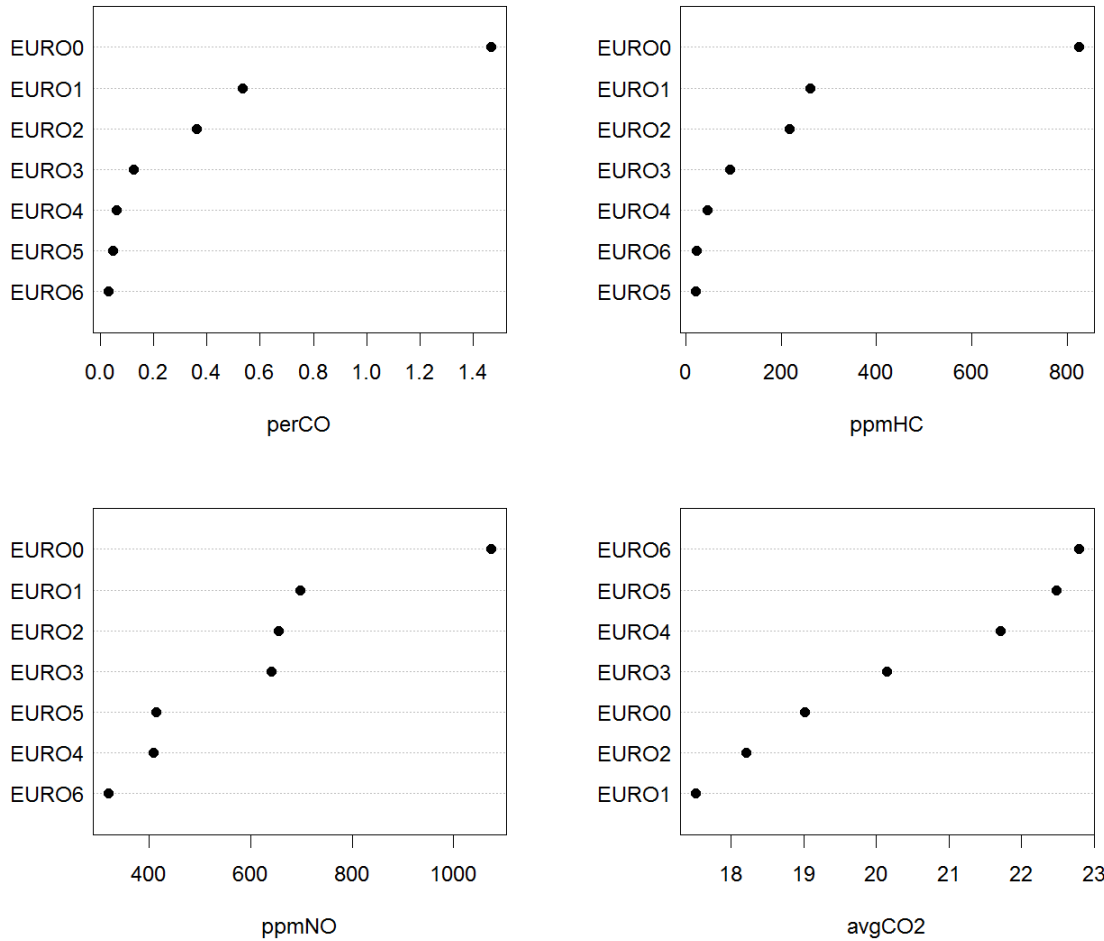 EURO0
EURO1
EURO2
EURO3
EURO4
EURO5
EURO6
0.0 0.2 0.4 0.6 0.8 1.0 1.2 1.4
perCO
EURO0
EURO1
EURO2
EURO3
EURO4
EURO6
EURO5
0 200 400 600 800
ppmHC
EURO0
EURO1
EURO2
EURO3
EURO5
EURO4
EURO6
400 600 800 1000
ppmNO
EURO6
EURO5
EURO4
EURO3
EURO0
EURO2
EURO1
18 19 20 21 22 23
avgCO2